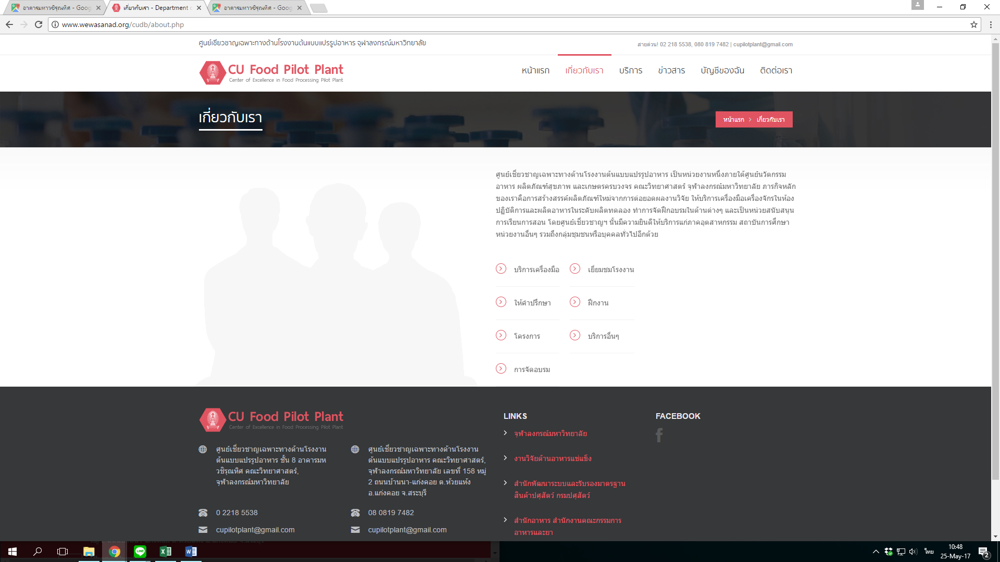 อาคารมหาวชิรุณหิศ - Goog
เกี่ยวกับเรา - Department o
อาคารมหาวชิรุณหิศ - Goog
www.wewasanad.org/cudb/about.php
ศูนย์เชี่ยวชาญเฉพาะทางด้านโรงงานต้นแบบแปรรูปอาหาร จุฬาลงกรณ์มหาวิทยาลัย
สายด่วน! 02 218 5538, 080 819 7482 | cupilotplant@gmail.com
CU Food Pilot Plant
Center of Excellence in Food Processing Pilot Plant
หน้าแรก
เกี่ยวกับเรา
บริการ
ข่าวสาร
บัญชีของฉัน
ติดต่อเรา
เกี่ยวกับเรา
หน้าแรก > เกี่ยวกับเรา
ศูนย์เชี่ยวชาญเฉพาะทางด้านโรงงานต้นแบบแปรรูปอาหาร เป็นหน่วยงานหนึ่งภายใต้ศูนย์นวัตกรรม
อาหาร ผลิตภัณฑ์สุขภาพ และเกษตรครบวงจร คณะวิทยาศาสตร์ จุฬาลงกรณ์มหาวิทยาลัย ภารกิจหลัก
ของเราคือการสร้างสรรค์ผลิตภัณฑ์ใหม่จากการต่อยอดผลงานวิจัย ให้บริการเครื่องมือเครื่องจักรในห้อง
ปฏิบัติการและผลิตอาหารในระดับผลิตทดลอง ทำการจัดฝึกอบรมในด้านต่างๆ และเป็นหน่วยสนับสนุน
การเรียนการสอน โดยศูนย์เชี่ยวชาญฯ นั้นมีความยินดีให้บริการแก่ภาคอุตสาหกรรม สถาบันการศึกษา
หน่วยงานอื่นๆ รวมถึงกลุ่มชุมชนหรือบุคคลทั่วไปอีกด้วย
บริการเครื่องมือ
เยี่ยมชมโรงงาน
ให้คำปรึกษา
ฝึกงาน
โครงการ
บริการอื่นๆ
การจัดอบรม
CU Food Pilot Plant
Center of Excellence in Food Processing Pilot Plant
ศูนย์เชี่ยวชาญเฉพาะทางด้านโรงงาน
ต้นแบบแปรรูปอาหาร ชั้น 8 อาคารมห
วชิรุณหิศ คณะวิทยาศาสตร์,
จุฬาลงกรณ์มหาวิทยาลัย
0 2218 5538
cupilotplant@gmail.com
ศูนย์เชี่ยวชาญเฉพาะทางด้านโรงงาน
ต้นแบบแปรรูปอาหาร คณะวิทยาศาสตร์,
จุฬาลงกรณ์มหาวิทยาลัย เลขที่ 158 หมู่
2 ถนนบ้านนา-แก่งคอย ต.ห้วยแห้ง
อ.แก่งคอย จ.สระบุรี
08 0819 7482
cupilotplant@gmail.com
LINKS
จุฬาลงกรณ์มหาวิทยาลัย
งานวิจัยด้านอาหารแช่แข็ง
สำนักพัฒนาระบบและรับรองมาตรฐาน
สินค้าปศุสัตว์ กรมปศุสัตว์
สำนักอาหาร สำนักงานคณะกรรมการ
อาหารและยา
FACEBOOK
ไทย
10:48
25-May-17
2